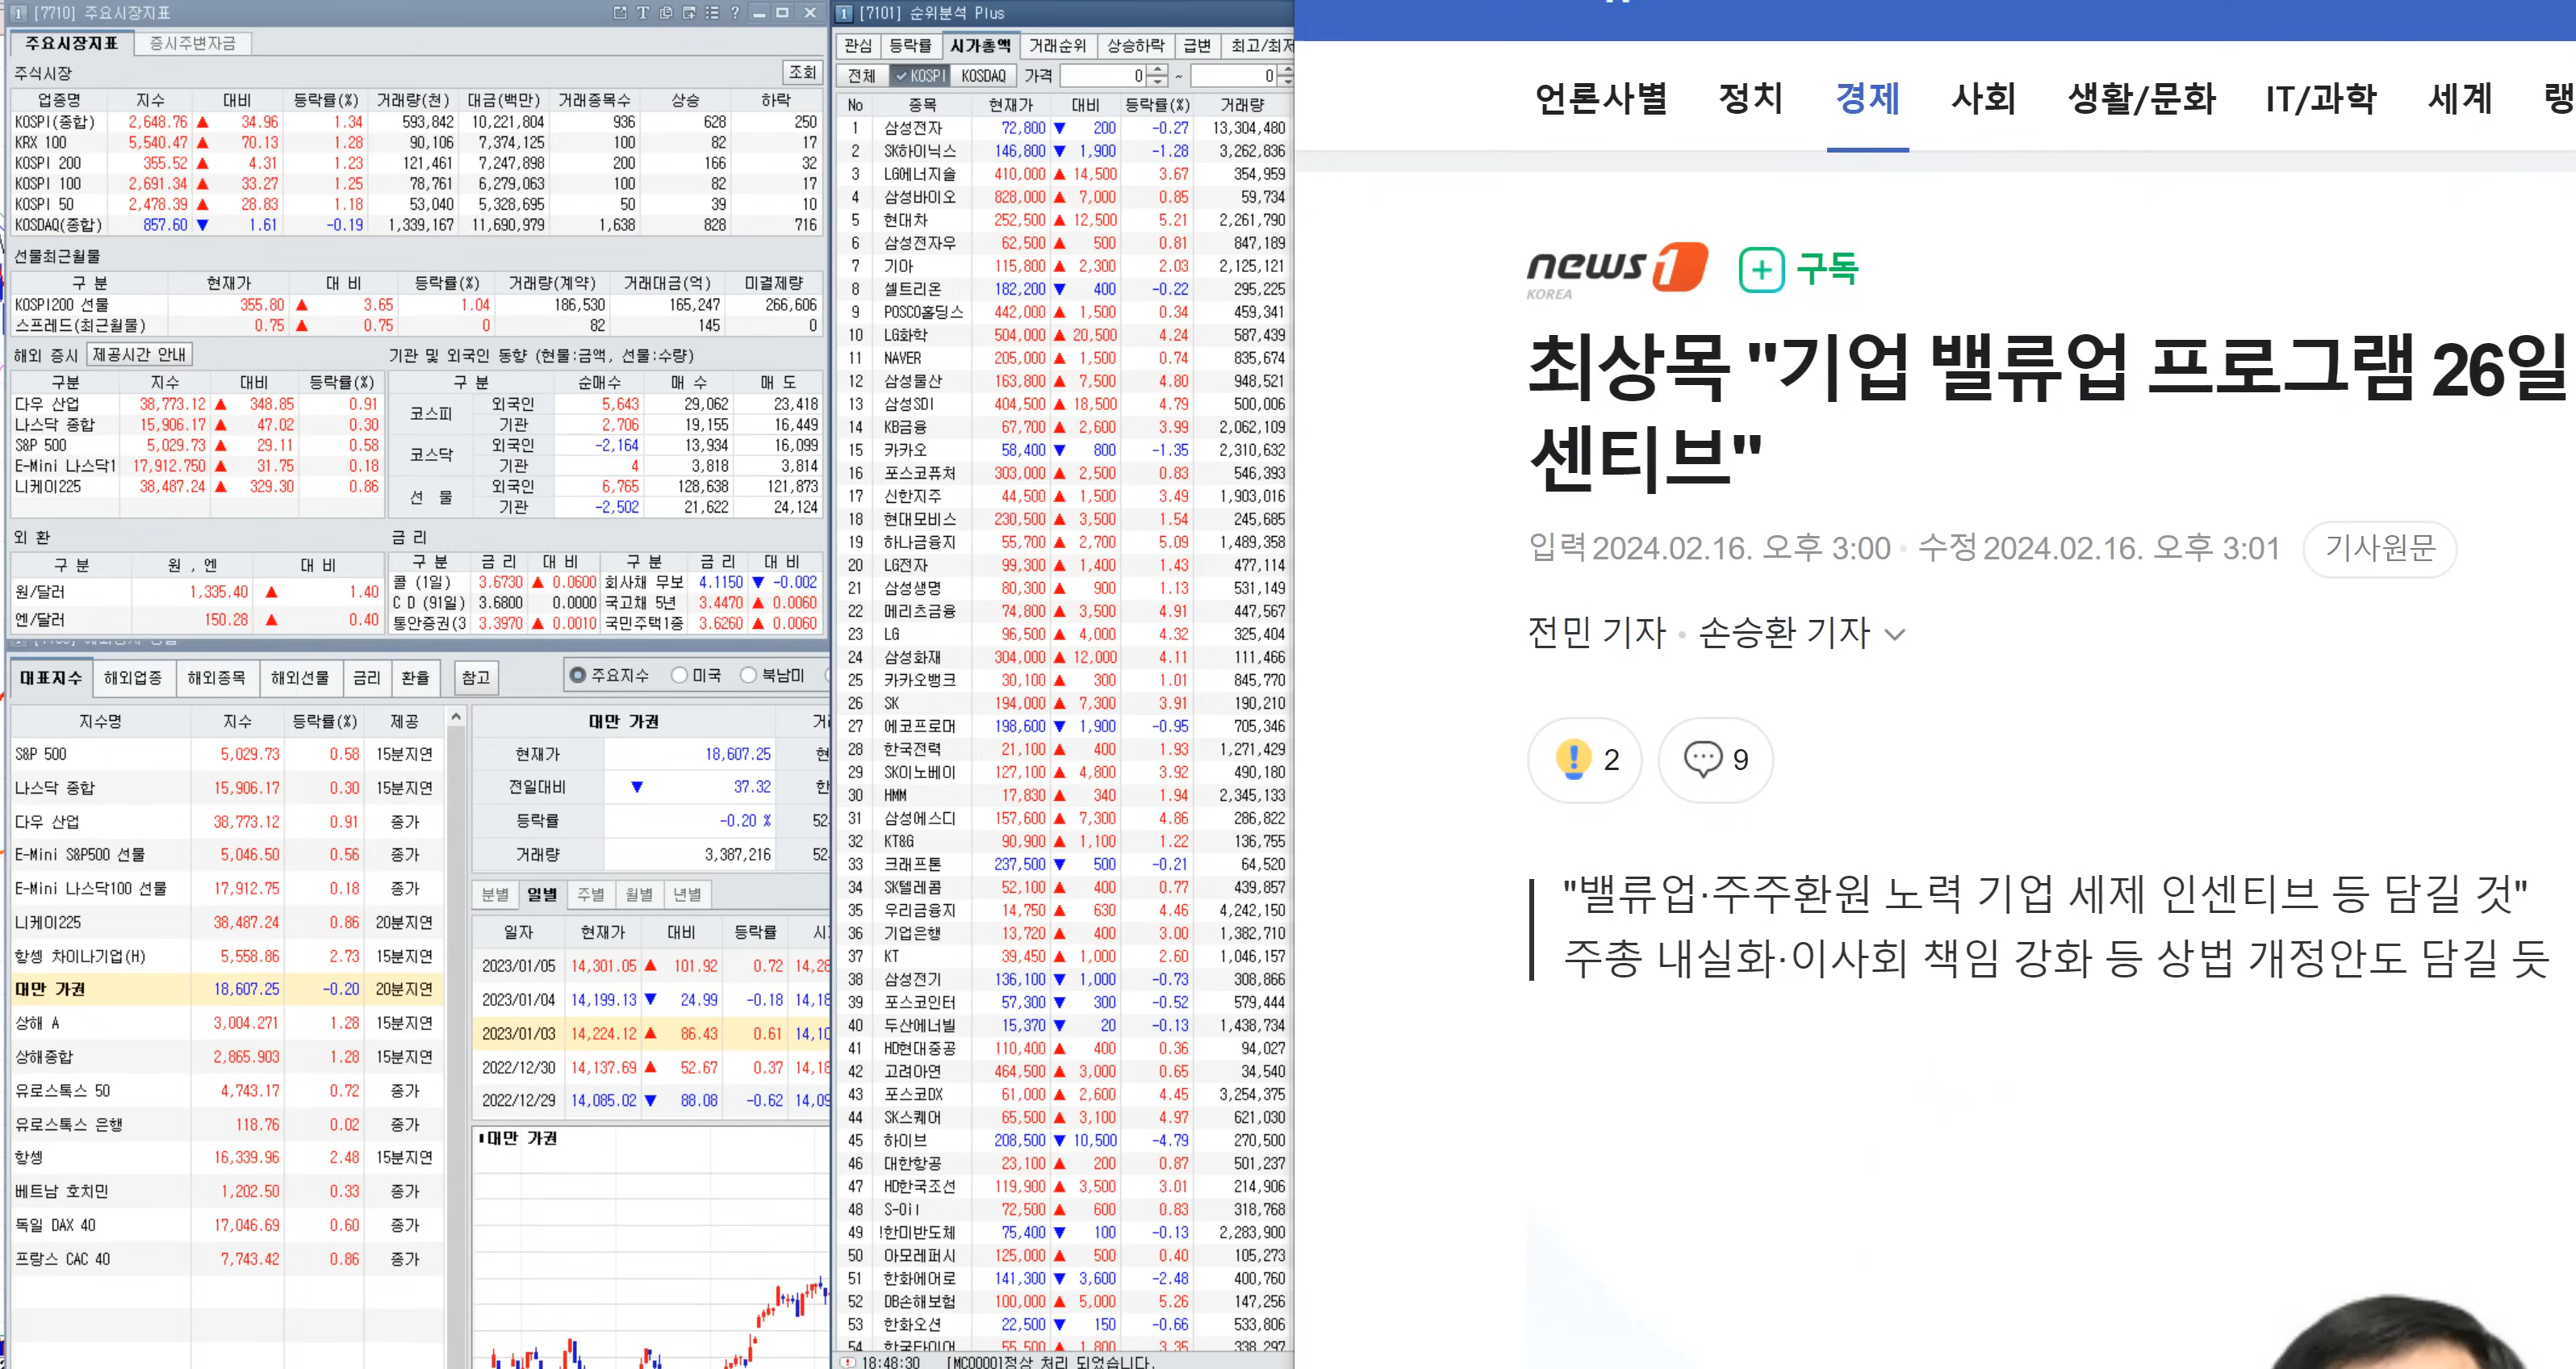 [7710] 주요시장지표
주요시장지표 증시주변자금
주식시장 조회
업종명 지수 대비 등락률(%) 거래량(천) 대금(백만) 거래종목수 상승 하락
KOSPI(종합) 2,648.76 ▲ 34.96 1.34 593,842 10,221,804 936 628 250
KRX 100 5,540.47 ▲ 70.13 1.28 90,106 7,374,125 100 82 17
KOSPI 200 355.52 ▲ 4.31 1.23 121,461 7,247,898 200 166 32
KOSPI 100 2,691.34 ▲ 33.27 1.25 78,761 6,279,063 100 82 17
KOSPI 50 2,478.39 ▲ 28.83 1.18 53,040 5,328,695 50 39 10
KOSDAQ(종합) 857.60 ▼ 1.61 -0.19 1,339,167 11,690,979 1,638 828 716
선물최근월물
구 분 현재가 대 비 등락률(%) 거래량(계약) 거래대금(억) 미결제량
KOSPI200 선물 355.80 ▲ 3.65 1.04 186,530 165,247 266,606
스프레드(최근월물) 0.75 ▲ 0.75 0 82 145 0
해외 증시 제공시간 안내
구분 지수 대비 등락률(%)
다우 산업 38,773.12 ▲ 348.85 0.91
나스닥 종합 15,906.17 ▲ 47.02 0.30
S&P 500 5,029.73 ▲ 29.11 0.58
E-Mini 나스닥1 17,912.750 ▲ 31.75 0.18
니케이225 38,487.24 ▲ 329.30 0.86
기관 및 외국인 동향 (현물:금액, 선물:수량)
구 분 순매수 매 수 매 도
코스피 외국인 5,643 29,062 23,418
기관 2,706 19,155 16,449
코스닥 외국인 -2,164 13,934 16,099
기관 4 3,818 3,814
선 물 외국인 6,765 128,638 121,873
기관 -2,502 21,622 24,124
외 환
구 분 원 , 엔 대 비
원/달러 1,335.40 ▲ 1.40
엔/달러 150.28 ▲ 0.40
금 리
구 분 금 리 대 비 구 분 금 리 대 비
콜 (1일) 3.6730 ▲ 0.0600 회사채 무보 4.1150 ▼ -0.002
C D (91일) 3.6800 0.0000 국고채 5년 3.4470 ▲ 0.0060
통안증권(3 3.3970 ▲ 0.0010 국민주택1종 3.6260 ▲ 0.0060
대표지수 해외업종 해외종목 해외선물 금리 환율 참고 주요지수 미국 북남미
지수명 지수 등락률(%) 제공
S&P 500 5,029.73 0.58 15분지연
나스닥 종합 15,906.17 0.30 15분지연
다우 산업 38,773.12 0.91 종가
E-Mini S&P500 선물 5,046.50 0.56 종가
E-Mini 나스닥100 선물 17,912.75 0.18 종가
니케이225 38,487.24 0.86 20분지연
항셍 차이나기업(H) 5,558.86 2.73 15분지연
대만 가권 18,607.25 -0.20 20분지연
상해 A 3,004.271 1.28 15분지연
상해종합 2,865.903 1.28 15분지연
유로스톡스 50 4,743.17 0.72 종가
유로스톡스 은행 118.76 0.02 종가
항셍 16,339.96 2.48 15분지연
베트남 호치민 1,202.50 0.33 종가
독일 DAX 40 17,046.69 0.60 종가
프랑스 CAC 40 7,743.42 0.86 종가
대만 가권
현재가 18,607.25
전일대비 ▼ 37.32
등락률 -0.20 % 52
거래량 3,387,216 52
분별 일별 주별 월별 년별
일자 현재가 대비 등락률
2023/01/05 14,301.05 ▲ 101.92 0.72 14,28
2023/01/04 14,199.13 ▼ 24.99 -0.18 14,18
2023/01/03 14,224.12 ▲ 86.43 0.61 14,10
2022/12/30 14,137.69 ▲ 52.67 0.37 14,18
2022/12/29 14,085.02 ▼ 88.08 -0.62 14,09
대만 가권
[7101] 순위분석 Plus
관심 등락률 시가총액 거래순위 상승하락 급변 최고/최저
전체 KOSPI KOSDAQ 가격 0 ~ 0
No 종목 현재가 대비 등락률(%) 거래량
1 삼성전자 72,800 ▼ 200 -0.27 13,304,480
2 SK하이닉스 146,800 ▼ 1,900 -1.28 3,262,836
3 LG에너지솔 410,000 ▲ 14,500 3.67 354,959
4 삼성바이오 828,000 ▲ 7,000 0.85 59,734
5 현대차 252,500 ▲ 12,500 5.21 2,261,790
6 삼성전자우 62,500 ▲ 500 0.81 847,189
7 기아 115,800 ▲ 2,300 2.03 2,125,121
8 셀트리온 182,200 ▼ 400 -0.22 295,225
9 POSCO홀딩스 442,000 ▲ 1,500 0.34 459,341
10 LG화학 504,000 ▲ 20,500 4.24 587,439
11 NAVER 205,000 ▲ 1,500 0.74 835,674
12 삼성물산 163,800 ▲ 7,500 4.80 948,521
13 삼성SDI 404,500 ▲ 18,500 4.79 500,006
14 KB금융 67,700 ▲ 2,600 3.99 2,062,109
15 카카오 58,400 ▼ 800 -1.35 2,310,632
16 포스코퓨처 303,000 ▲ 2,500 0.83 546,393
17 신한지주 44,500 ▲ 1,500 3.49 1,903,016
18 현대모비스 230,500 ▲ 3,500 1.54 245,685
19 하나금융지 55,700 ▲ 2,700 5.09 1,489,358
20 LG전자 99,300 ▲ 1,400 1.43 477,114
21 삼성생명 80,300 ▲ 900 1.13 531,149
22 메리츠금융 74,800 ▲ 3,500 4.91 447,567
23 LG 96,500 ▲ 4,000 4.32 325,404
24 삼성화재 304,000 ▲ 12,000 4.11 111,466
25 카카오뱅크 30,100 ▲ 300 1.01 845,770
26 SK 194,000 ▲ 7,300 3.91 190,210
27 에코프로머 198,600 ▼ 1,900 -0.95 705,346
28 한국전력 21,100 ▲ 400 1.93 1,271,429
29 SK이노베이 127,100 ▲ 4,800 3.92 490,180
30 HMM 17,830 ▲ 340 1.94 2,345,133
31 삼성에스디 157,600 ▲ 7,300 4.86 286,822
32 KT&G 90,900 ▲ 1,100 1.22 136,755
33 크래프톤 237,500 ▼ 500 -0.21 64,520
34 SK텔레콤 52,100 ▲ 400 0.77 439,857
35 우리금융지 14,750 ▲ 630 4.46 4,242,150
36 기업은행 13,720 ▲ 400 3.00 1,382,710
37 KT 39,450 ▲ 1,000 2.60 1,046,157
38 삼성전기 136,100 ▼ 1,000 -0.73 308,866
39 포스코인터 57,300 ▼ 300 -0.52 579,444
40 두산에너빌 15,370 ▼ 20 -0.13 1,438,734
41 HD현대중공 110,400 ▲ 400 0.36 94,027
42 고려아연 464,500 ▲ 3,000 0.65 34,540
43 포스코DX 61,000 ▲ 2,600 4.45 3,254,375
44 SK스퀘어 65,500 ▲ 3,100 4.97 621,030
45 하이브 208,500 ▼ 10,500 -4.79 270,500
46 대한항공 23,100 ▲ 200 0.87 501,237
47 HD한국조선 119,900 ▲ 3,500 3.01 214,906
48 S-Oil 72,500 ▲ 600 0.83 318,768
49 !한미반도체 75,400 ▼ 100 -0.13 2,283,900
50 아모레퍼시 125,000 ▲ 500 0.40 105,273
51 한화에어로 141,300 ▼ 3,600 -2.48 400,760
52 DB손해보험 100,000 ▲ 5,000 5.26 147,256
53 한화오션 22,500 ▼ 150 -0.66 533,806
54 한국타이어 55,500 ▲ 1,800 3.35 338,297
18:48:30 [MC0000]정상 처리 되었습니다.
언론사별 정치 경제 사회 생활/문화 IT/과학 세계 랭
news1 KOREA 구독
최상목 "기업 밸류업 프로그램 26일
센티브"
입력 2024.02.16. 오후 3:00 · 수정 2024.02.16. 오후 3:01 기사원문
전민 기자 · 손승환 기자
2 9
"밸류업·주주환원 노력 기업 세제 인센티브 등 담길 것"
주총 내실화·이사회 책임 강화 등 상법 개정안도 담길 듯